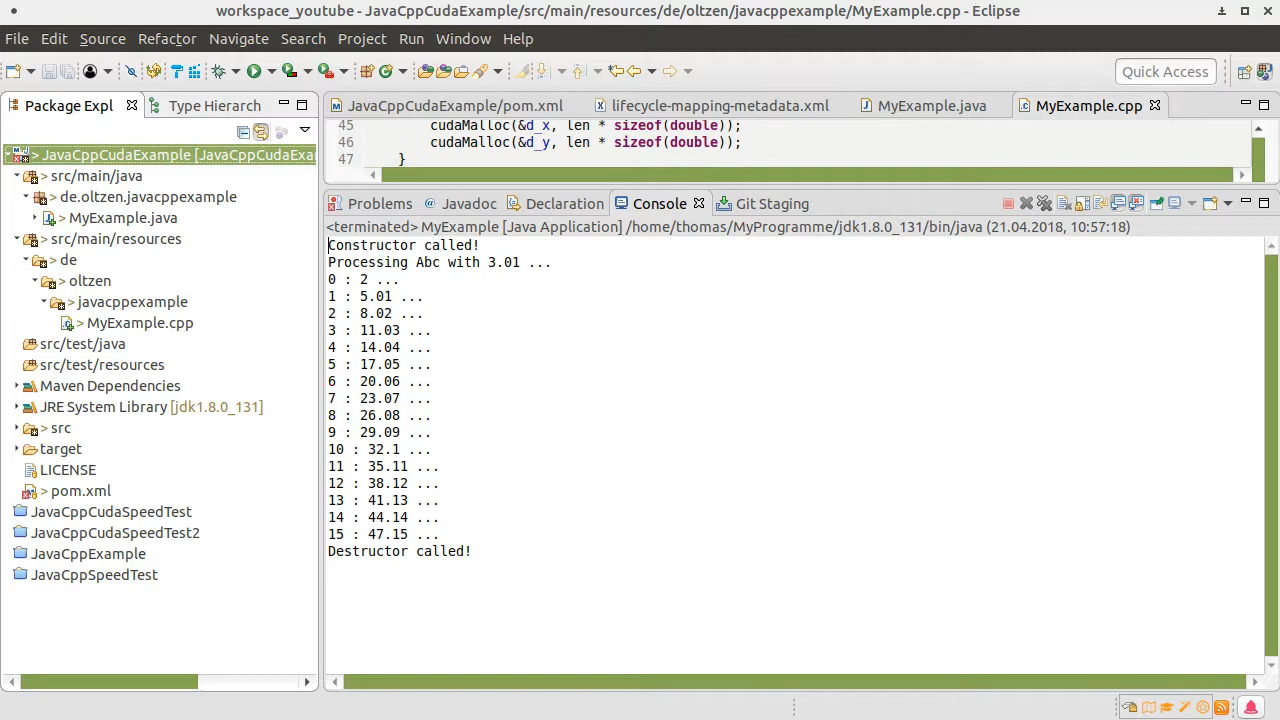 workspace_youtube - JavaCppCudaExample/src/main/resources/de/oltzen/javacppexample/MyExample.cpp - Eclipse
File Edit Source Refactor Navigate Search Project Run Window Help
Quick Access
Package Expl
Type Hierarch
> JavaCppCudaExample [JavaCppCudaExar
> src/main/java
> de.oltzen.javacppexample
> MyExample.java
> src/main/resources
> de
> oltzen
> javacppexample
> MyExample.cpp
src/test/java
src/test/resources
Maven Dependencies
JRE System Library [jdk1.8.0_131]
> src
target
LICENSE
> pom.xml
JavaCppCudaSpeedTest
JavaCppCudaSpeedTest2
JavaCppExample
JavaCppSpeedTest
JavaCppCudaExample/pom.xml
lifecycle-mapping-metadata.xml
MyExample.java
MyExample.cpp
45 cudaMalloc(&d_x, len * sizeof(double));
46 cudaMalloc(&d_y, len * sizeof(double));
47 }
Problems
@ Javadoc
Declaration
Console
Git Staging
<terminated> MyExample [Java Application] /home/thomas/MyProgramme/jdk1.8.0_131/bin/java (21.04.2018, 10:57:18)
Constructor called!
Processing Abc with 3.01 ...
0 : 2 ...
1 : 5.01 ...
2 : 8.02 ...
3 : 11.03 ...
4 : 14.04 ...
5 : 17.05 ...
6 : 20.06 ...
7 : 23.07 ...
8 : 26.08 ...
9 : 29.09 ...
10 : 32.1 ...
11 : 35.11 ...
12 : 38.12 ...
13 : 41.13 ...
14 : 44.14 ...
15 : 47.15 ...
Destructor called!